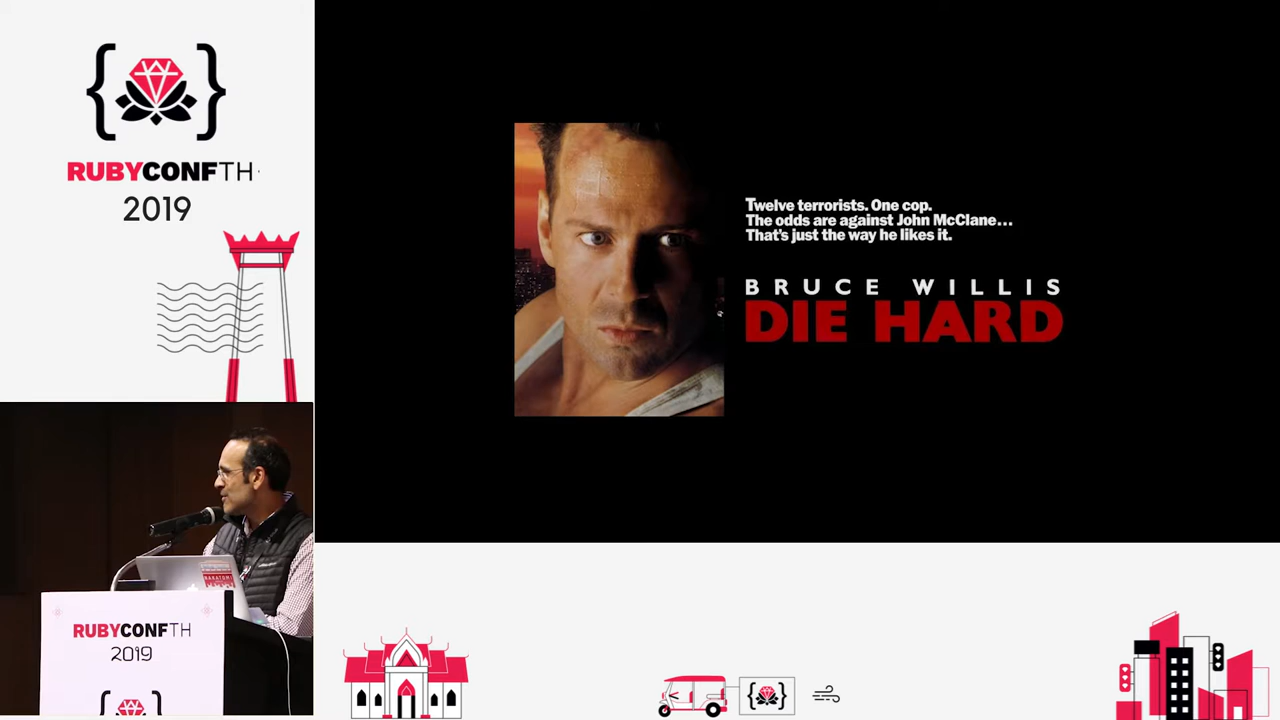 RUBYCONFTH
2019
Twelve terrorists. One cop.
The odds are against John McClane...
That's just the way he likes it.
BRUCE WILLIS
DIE HARD
RUBYCONFTH
2019